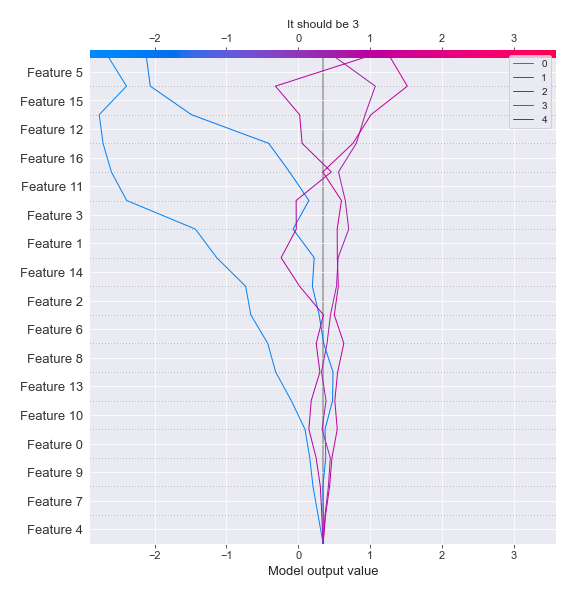 It should be 3
−2 −1 0 1 2 3
0
1
2
3
4
Feature 5
Feature 15
Feature 12
Feature 16
Feature 11
Feature 3
Feature 1
Feature 14
Feature 2
Feature 6
Feature 8
Feature 13
Feature 10
Feature 0
Feature 9
Feature 7
Feature 4
−2 −1 0 1 2 3
Model output value